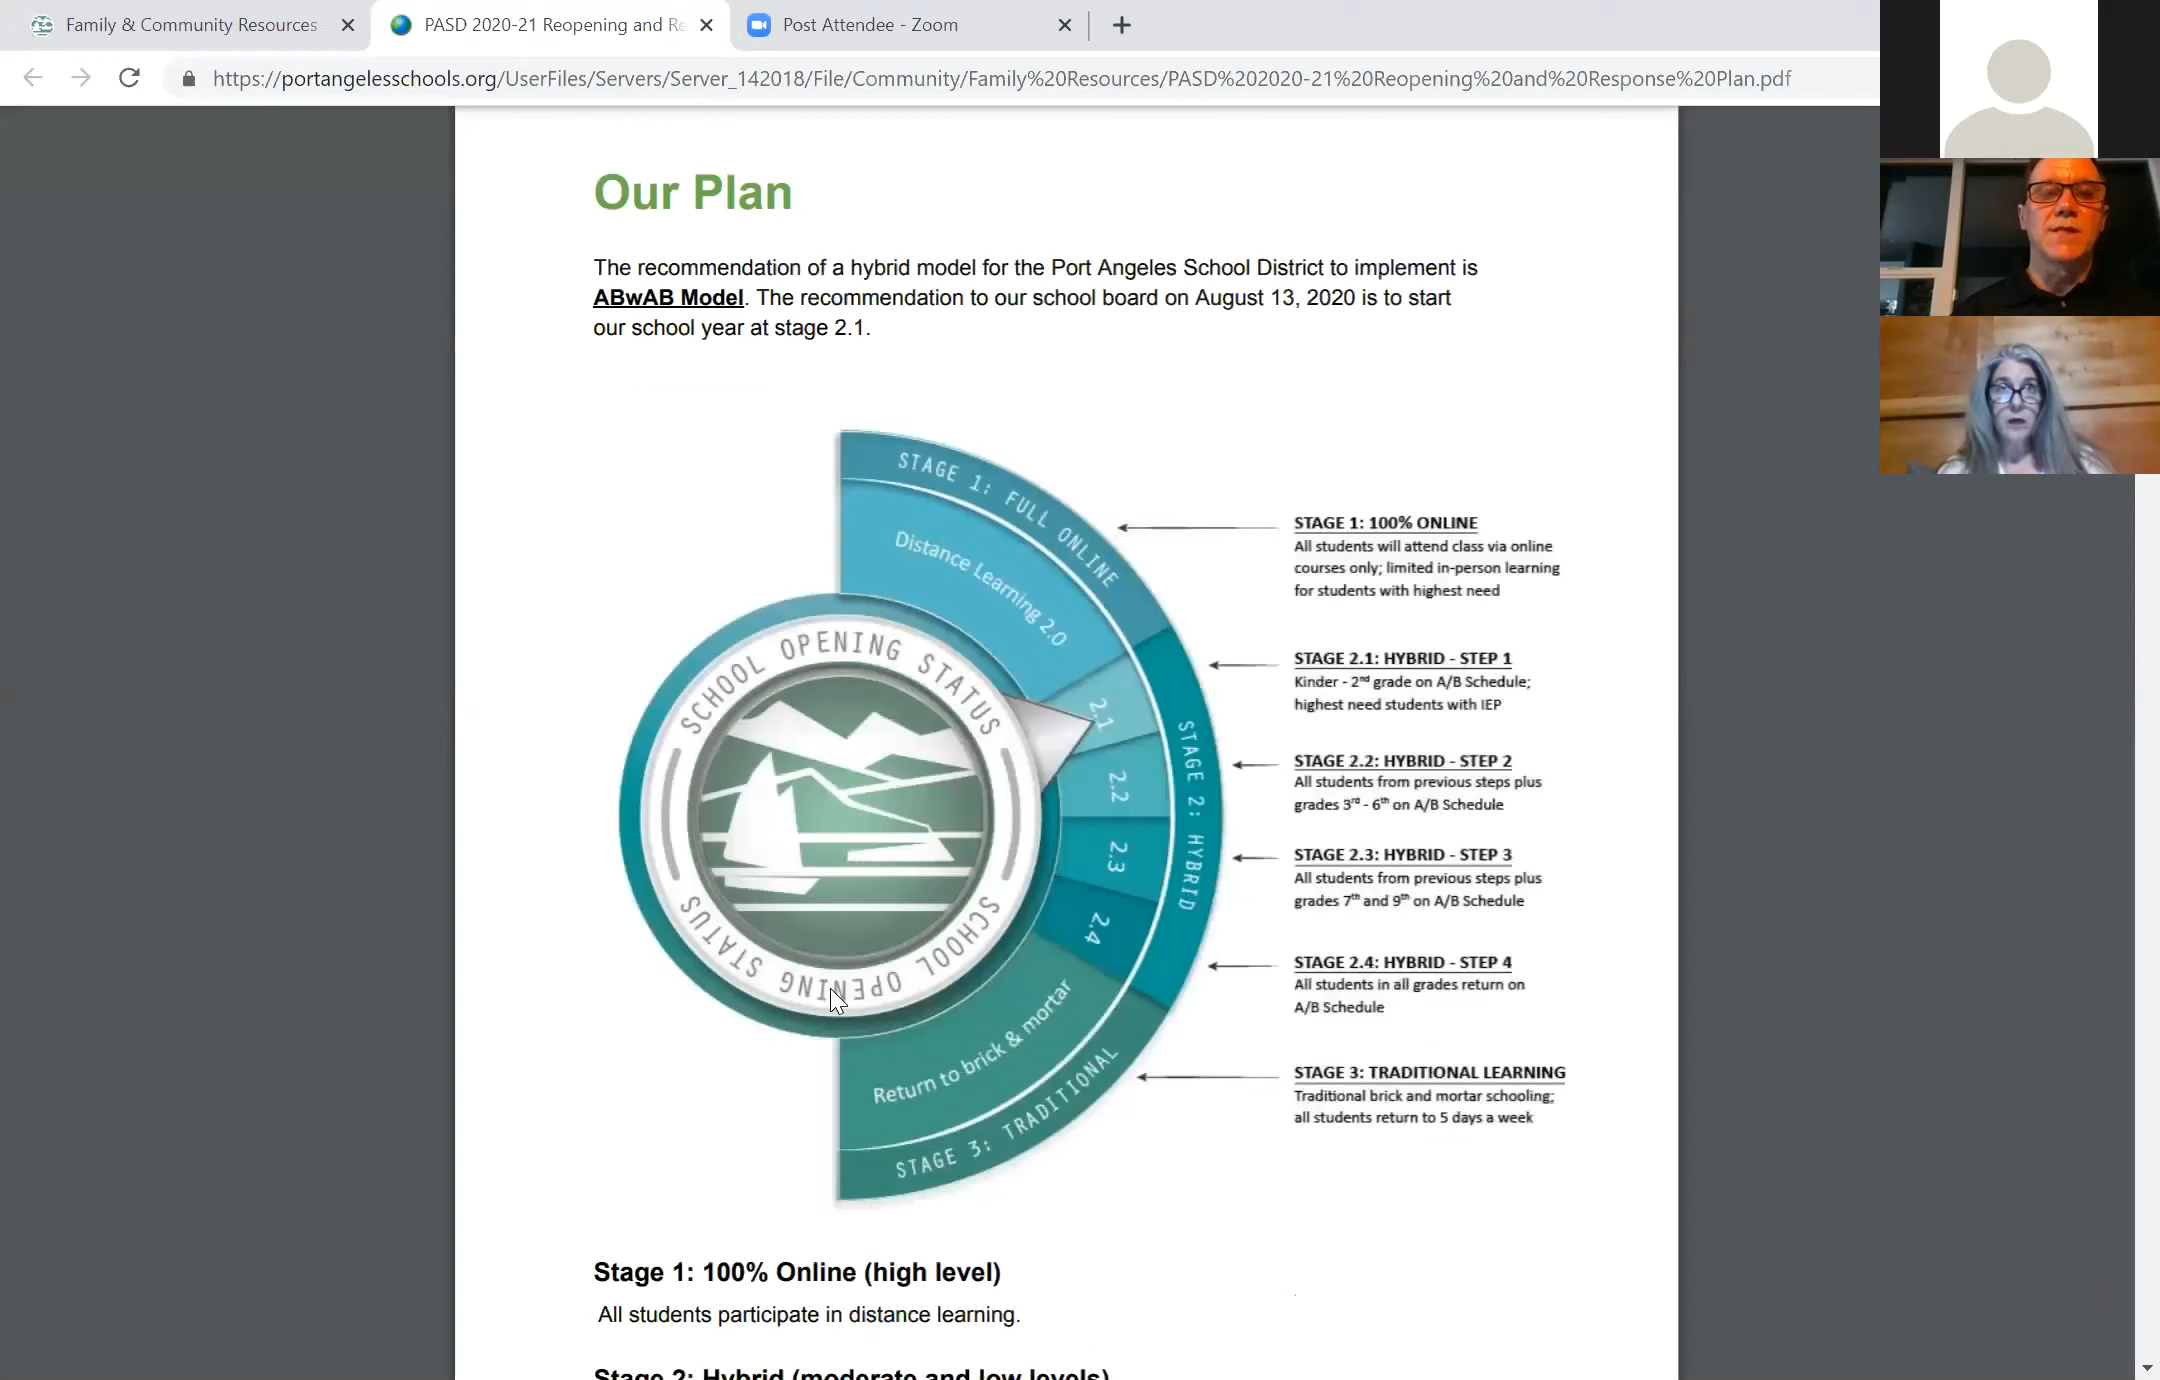 Family & Community Resources
PASD 2020-21 Reopening and Re
Post Attendee - Zoom
https://portangelesschools.org/UserFiles/Servers/Server_142018/File/Community/Family%20Resources/PASD%202020-21%20Reopening%20and%20Response%20Plan.pdf
Our Plan
The recommendation of a hybrid model for the Port Angeles School District to implement is
ABwAB Model. The recommendation to our school board on August 13, 2020 is to start
our school year at stage 2.1.
STAGE 1: FULL ONLINE
Distance Learning 2.0
SCHOOL OPENING STATUS
SCHOOL OPENING STATUS
2.1
2.2
2.3
2.4
STAGE 2: HYBRID
Return to brick & mortar
STAGE 3: TRADITIONAL
STAGE 1: 100% ONLINE
All students will attend class via online
courses only; limited in-person learning
for students with highest need
STAGE 2.1: HYBRID - STEP 1
Kinder - 2nd grade on A/B Schedule;
highest need students with IEP
STAGE 2.2: HYBRID - STEP 2
All students from previous steps plus
grades 3rd - 6th on A/B Schedule
STAGE 2.3: HYBRID - STEP 3
All students from previous steps plus
grades 7th and 9th on A/B Schedule
STAGE 2.4: HYBRID - STEP 4
All students in all grades return on
A/B Schedule
STAGE 3: TRADITIONAL LEARNING
Traditional brick and mortar schooling;
all students return to 5 days a week
Stage 1: 100% Online (high level)
All students participate in distance learning.
Stage 2: Hybrid (moderate and low levels)